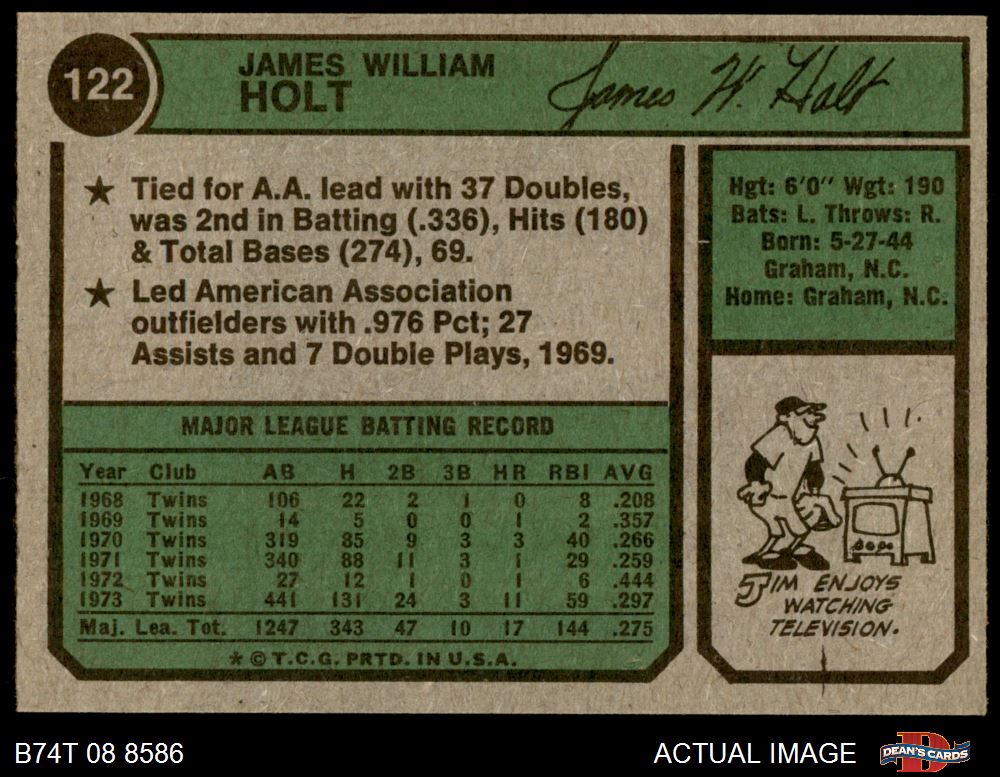 122
JAMES WILLIAM
HOLT
James W. Holt
★ Tied for A.A. lead with 37 Doubles,
was 2nd in Batting (.336), Hits (180)
& Total Bases (274), 69.
★ Led American Association
outfielders with .976 Pct; 27
Assists and 7 Double Plays, 1969.
Hgt: 6'0" Wgt: 190
Bats: L. Throws: R.
Born: 5-27-44
Graham, N.C.
Home: Graham, N.C.
MAJOR LEAGUE BATTING RECORD
Year Club AB H 2B 3B HR RBI AVG
1968 Twins 106 22 2 1 0 8 .208
1969 Twins 14 5 0 0 1 2 .357
1970 Twins 319 85 9 3 3 40 .266
1971 Twins 340 88 11 3 1 29 .259
1972 Twins 27 12 1 0 1 6 .444
1973 Twins 441 131 24 3 11 59 .297
Maj. Lea. Tot. 1247 343 47 10 17 144 .275
* © T.C.G. PRTD. IN U.S.A.
JIM ENJOYS
WATCHING
TELEVISION.
B74T 08 8586
ACTUAL IMAGE
DEAN'S CARDS